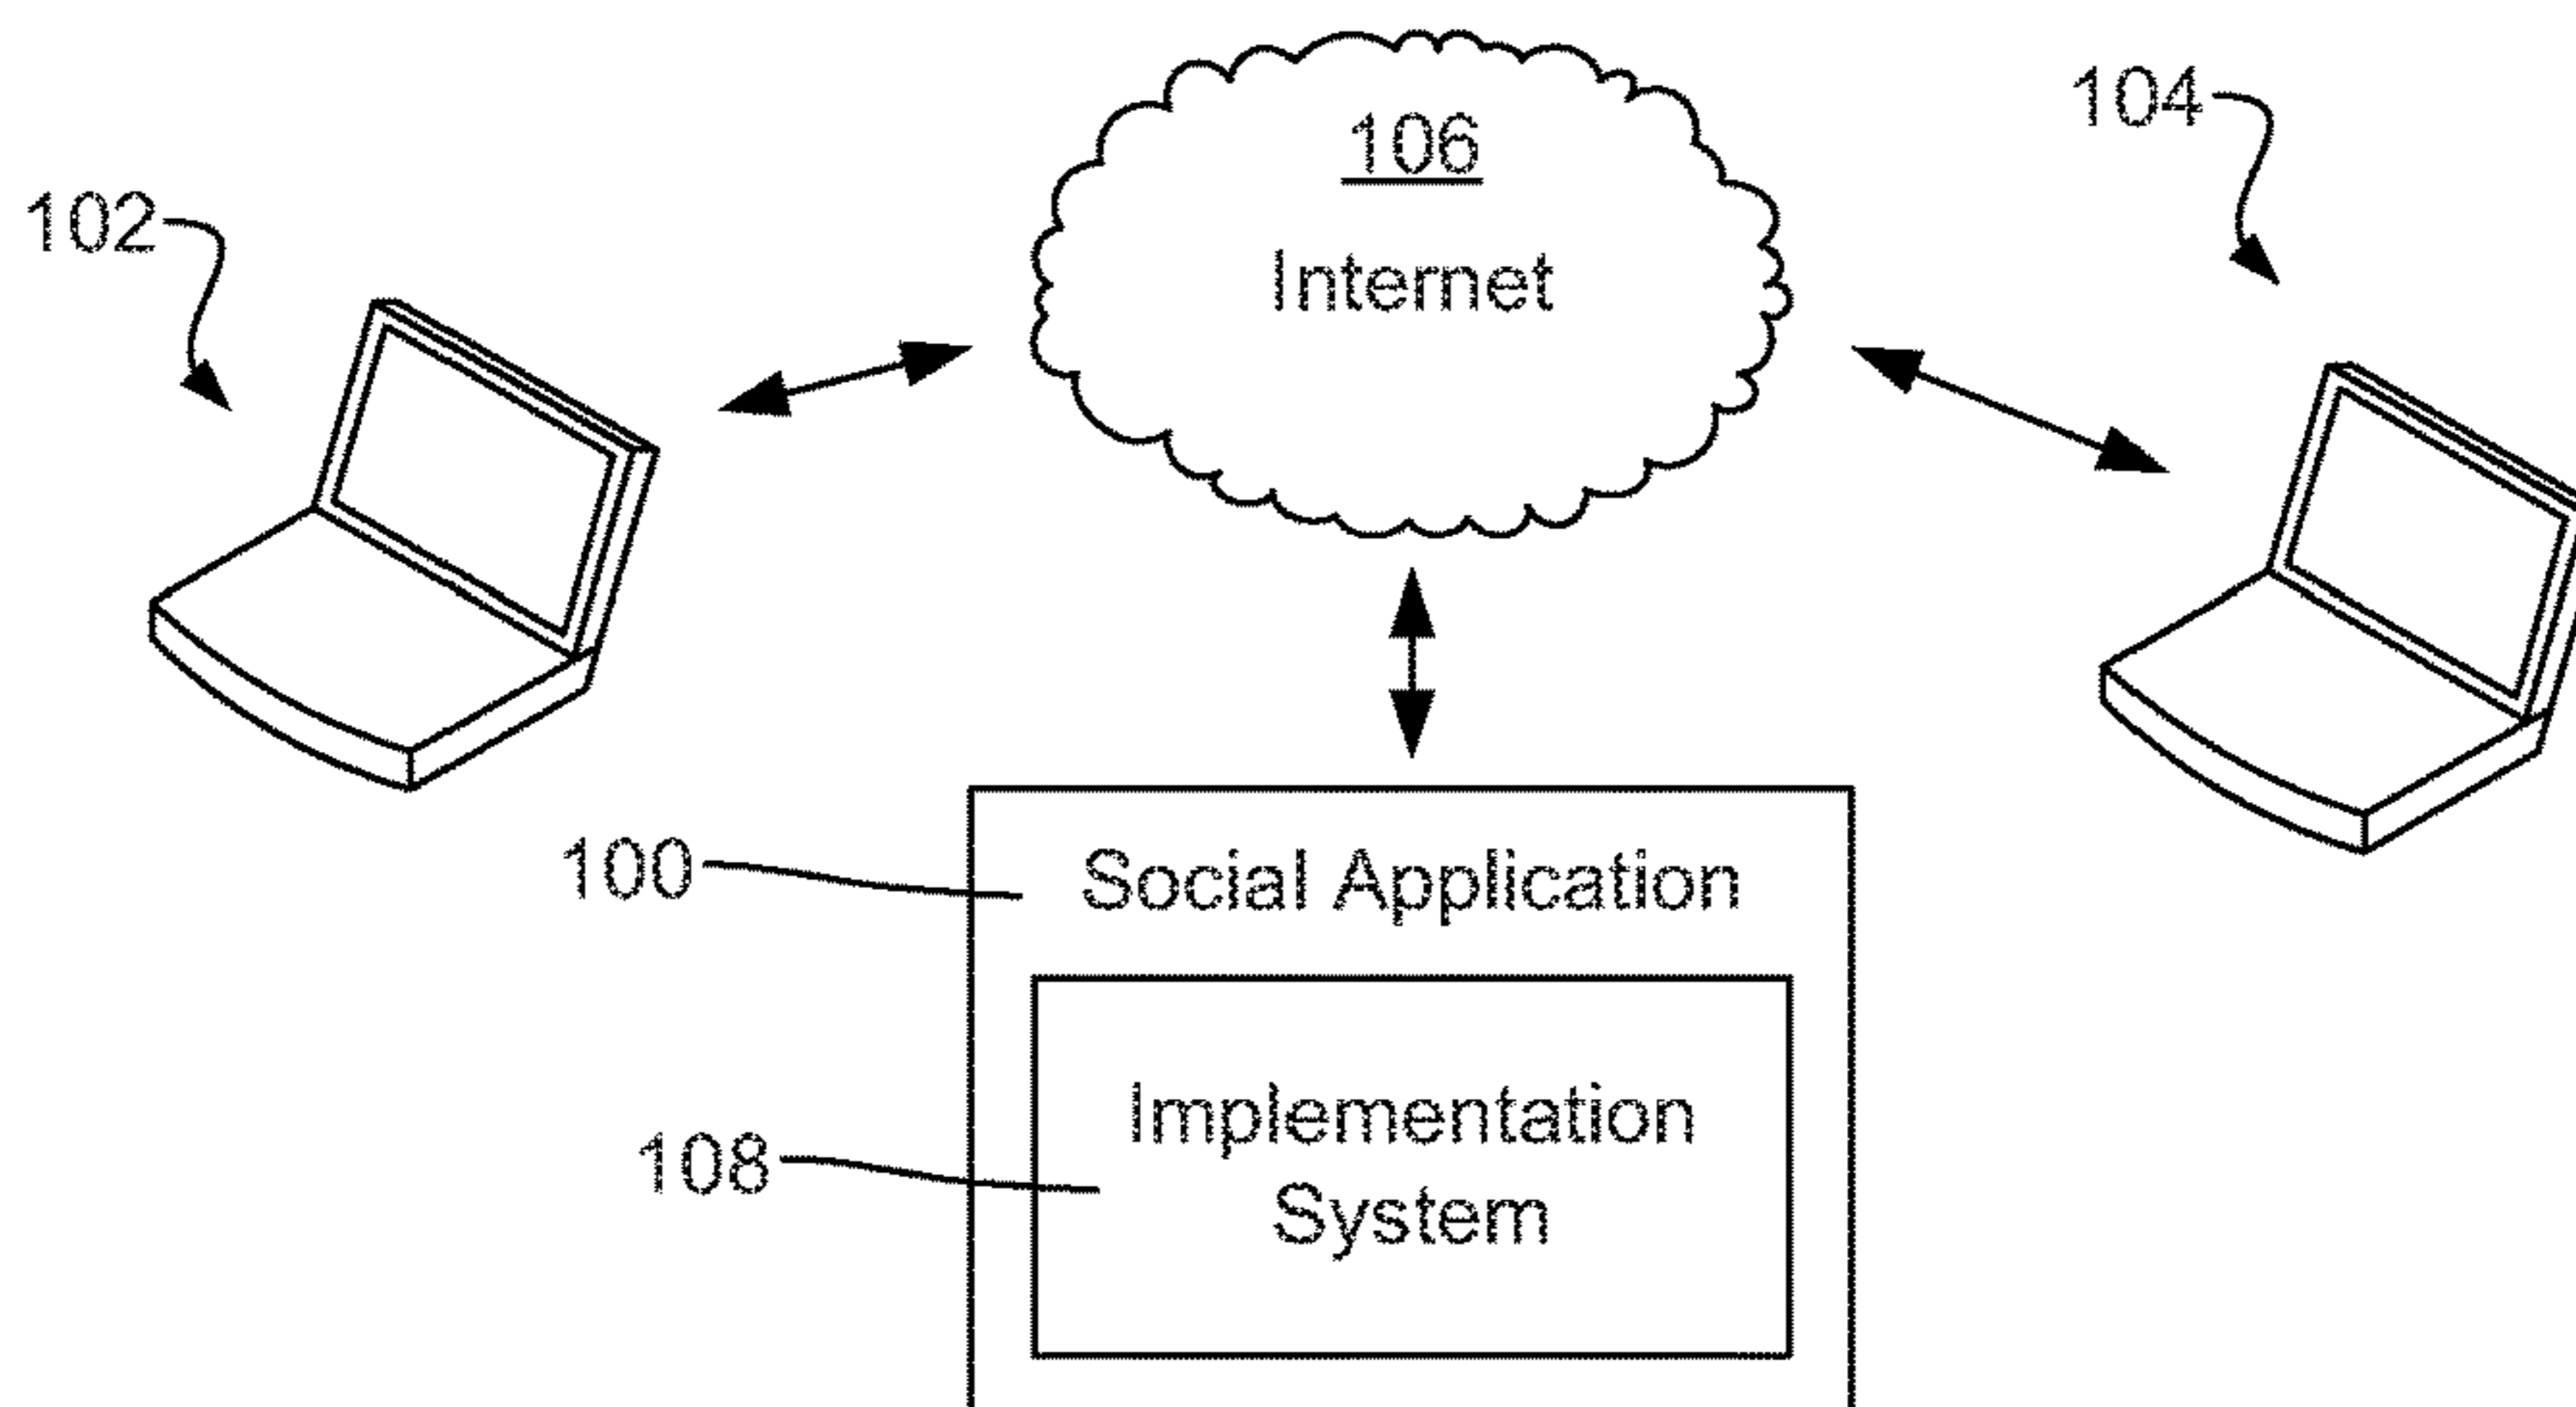 106
104
102
Internet
100
Social Application
Implementation
108
System